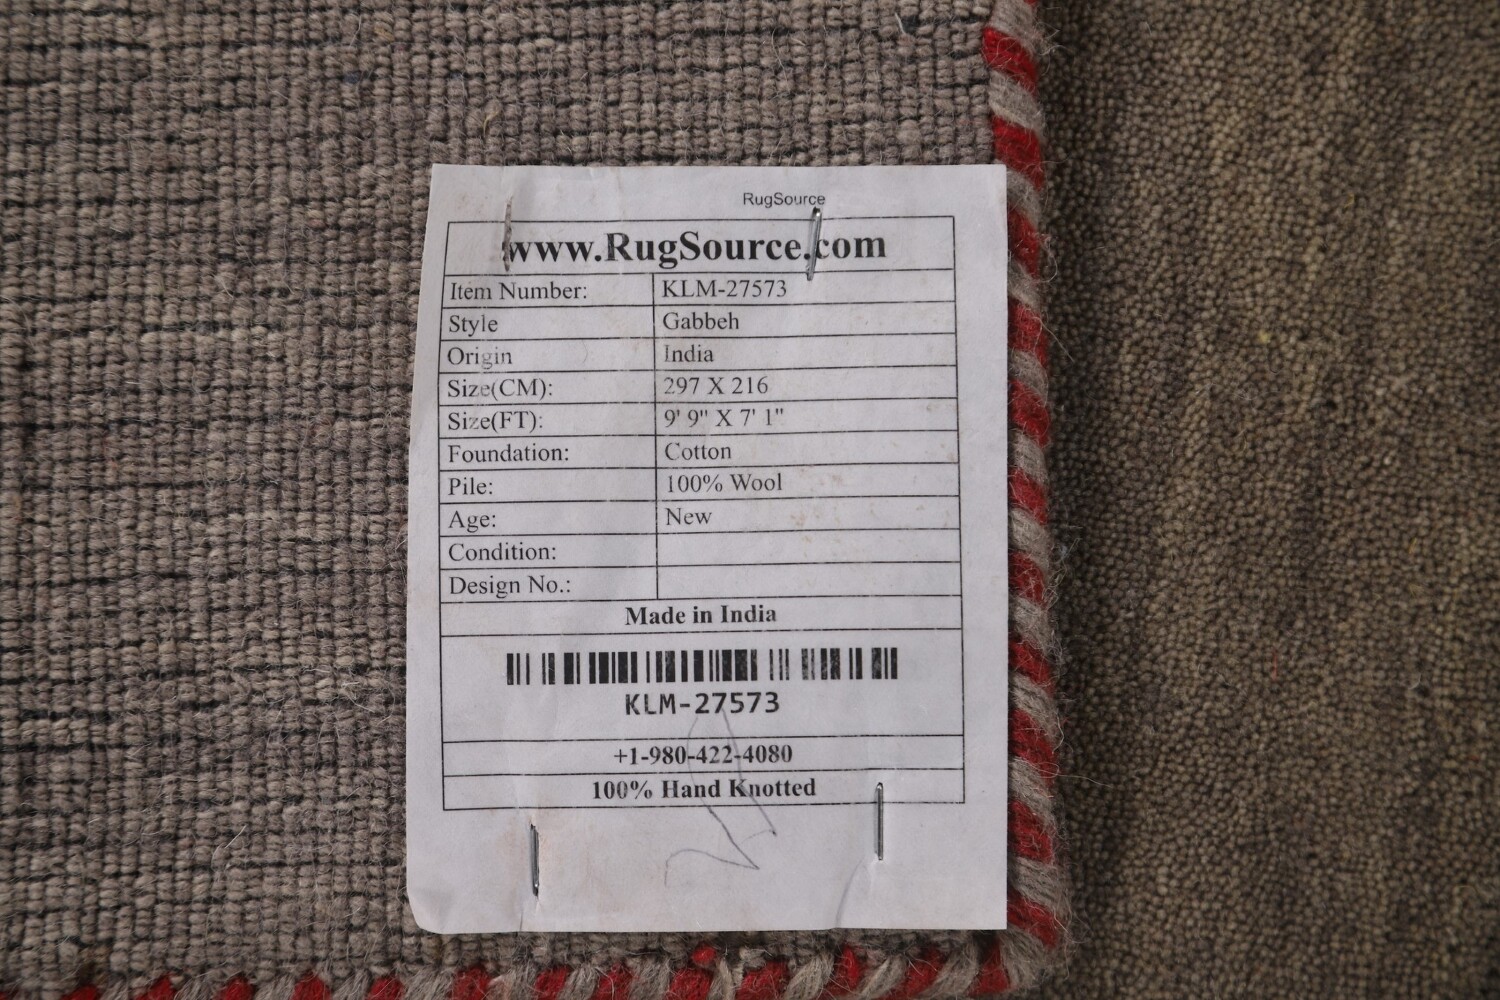 RugSource
www.RugSource.com
Item Number: KLM-27573
Style Gabbeh
Origin India
Size(CM): 297 X 216
Size(FT): 9' 9" X 7' 1"
Foundation: Cotton
Pile: 100% Wool
Age: New
Condition:
Design No.:
Made in India
KLM-27573
+1-980-422-4080
100% Hand Knotted